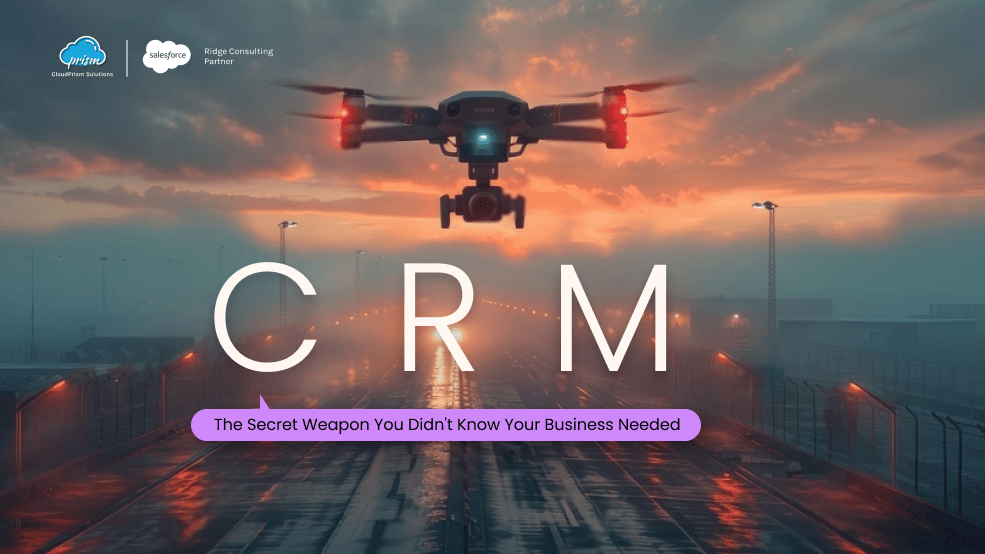 prism
CloudPrism Solutions
salesforce
Ridge Consulting
Partner
C R M
The Secret Weapon You Didn't Know Your Business Needed